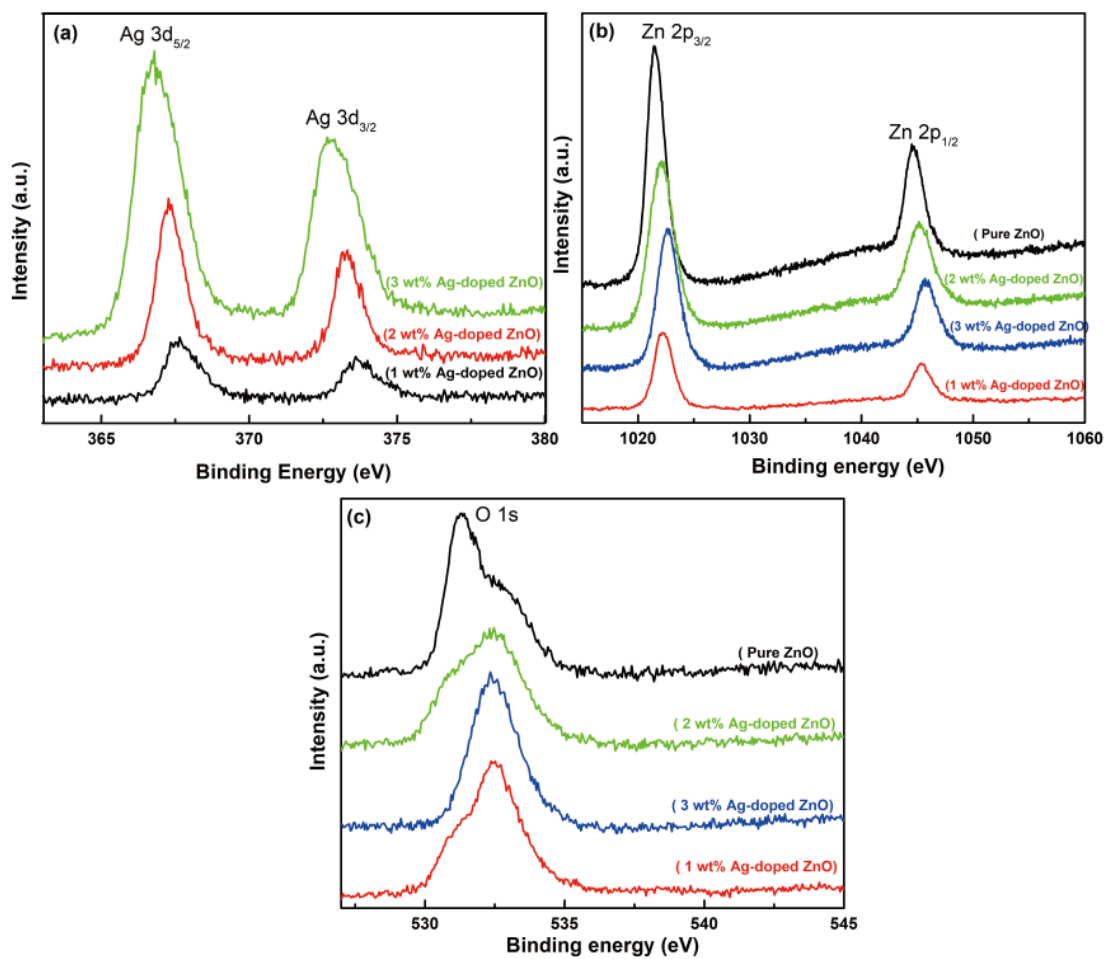 (a)
Ag 3d5/2
Ag 3d3/2
(3 wt% Ag-doped ZnO)
(2 wt% Ag-doped ZnO)
(1 wt% Ag-doped ZnO)
Intensity (a.u.)
365 370 375 380
Binding Energy (eV)
(b)
Zn 2p3/2
Zn 2p1/2
( Pure ZnO)
(2 wt% Ag-doped ZnO)
(3 wt% Ag-doped ZnO)
(1 wt% Ag-doped ZnO)
Intensity (a.u.)
1020 1030 1040 1050 1060
Binding energy (eV)
(c)
O 1s
( Pure ZnO)
( 2 wt% Ag-doped ZnO)
( 3 wt% Ag-doped ZnO)
( 1 wt% Ag-doped ZnO)
Intensity (a.u.)
530 535 540 545
Binding energy (eV)